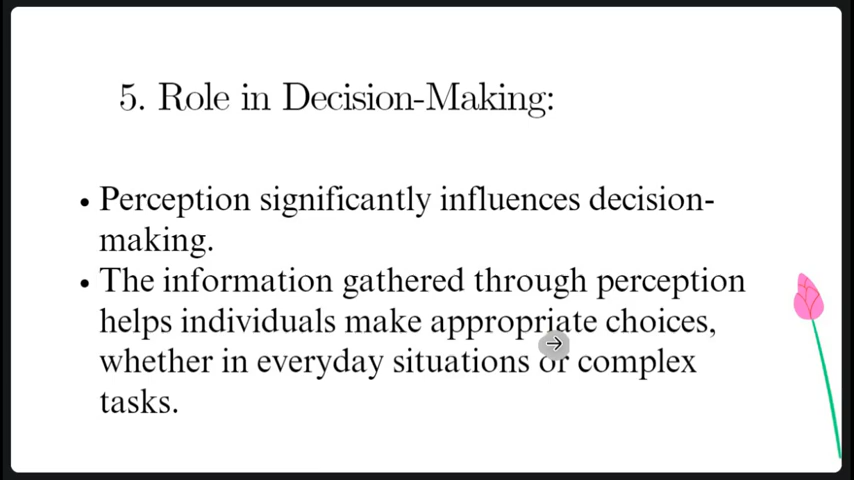 5. Role in Decision-Making:
• Perception significantly influences decision-
making.
• The information gathered through perception
helps individuals make appropriate choices,
whether in everyday situations or complex
tasks.